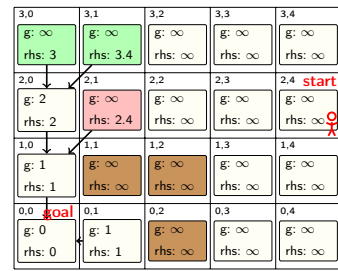 3,0 3,1 3,2 3,3 3,4
g: ∞ g: ∞ g: ∞ g: ∞ g: ∞
rhs: 3 rhs: 3.4 rhs: ∞ rhs: ∞ rhs: ∞
2,0 2,1 2,2 2,3 2,4 start
g: 2 g: ∞ g: ∞ g: ∞ g: ∞
rhs: 2 rhs: 2.4 rhs: ∞ rhs: ∞ rhs: ∞
1,0 1,1 1,2 1,3 1,4
g: 1 g: ∞ g: ∞ g: ∞ g: ∞
rhs: 1 rhs: ∞ rhs: ∞ rhs: ∞ rhs: ∞
0,0 goal 0,1 0,2 0,3 0,4
g: 0 g: 1 g: ∞ g: ∞ g: ∞
rhs: 0 rhs: 1 rhs: ∞ rhs: ∞ rhs: ∞